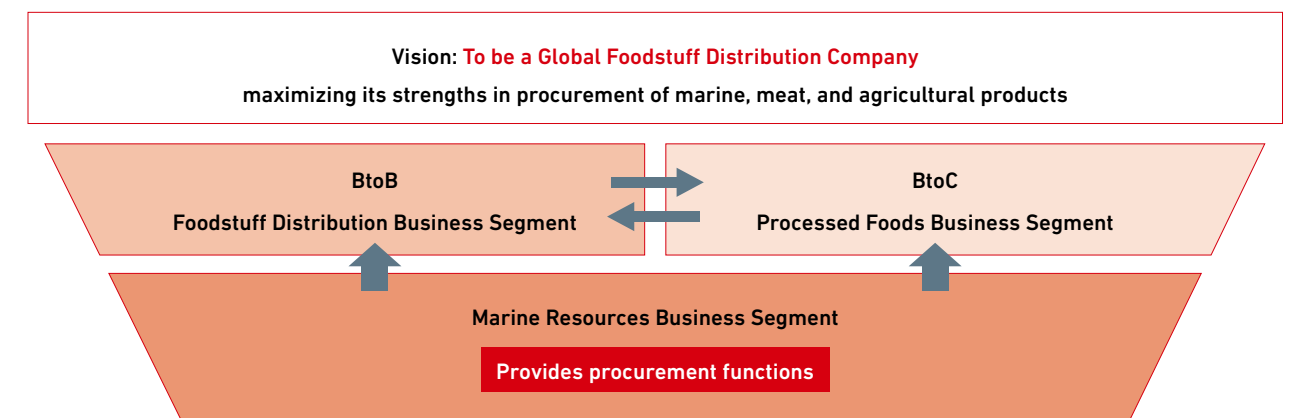 Vision: To be a Global Foodstuff Distribution Company
maximizing its strengths in procurement of marine, meat, and agricultural products
BtoB
Foodstuff Distribution Business Segment
BtoC
Processed Foods Business Segment
Marine Resources Business Segment
Provides procurement functions